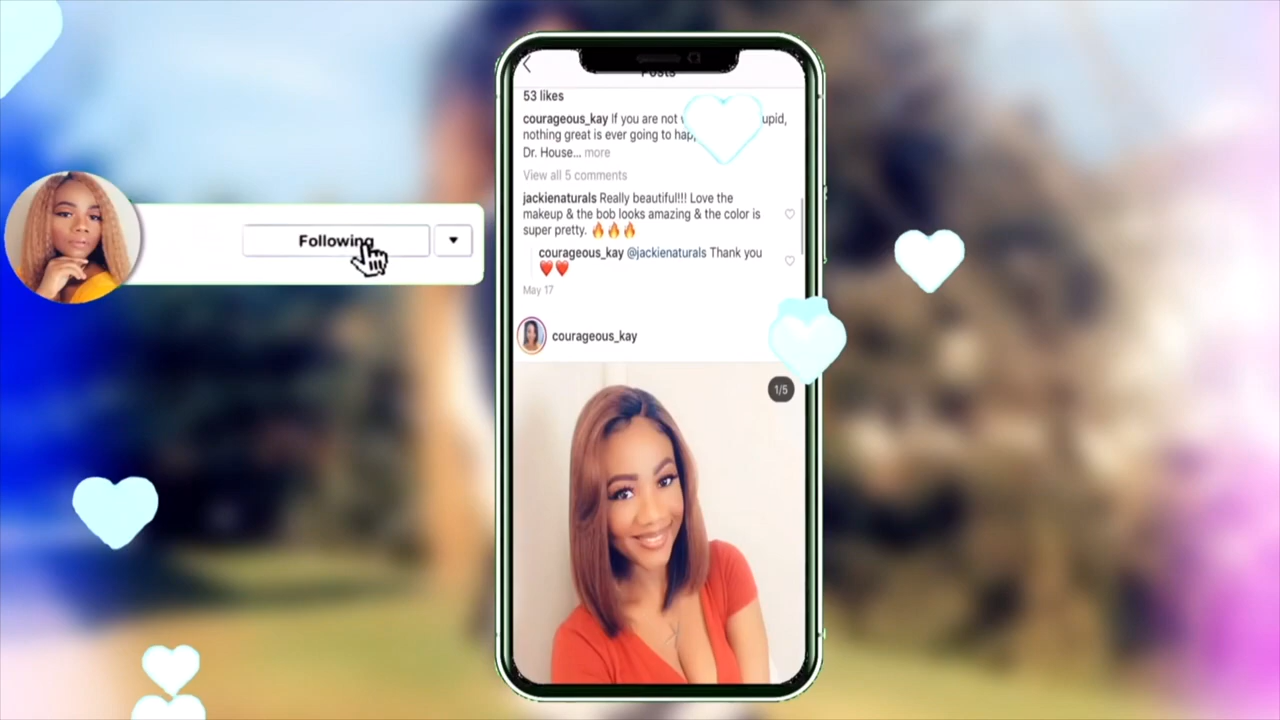 Posts
53 likes
courageous_kay If you are not upid,
nothing great is ever going to hap
Dr. House... more
View all 5 comments
jackienaturals Really beautiful!!! Love the
makeup & the bob looks amazing & the color is
super pretty. 🔥🔥🔥
courageous_kay @jackienaturals Thank you
❤️❤️
May 17
courageous_kay
1/5
Following